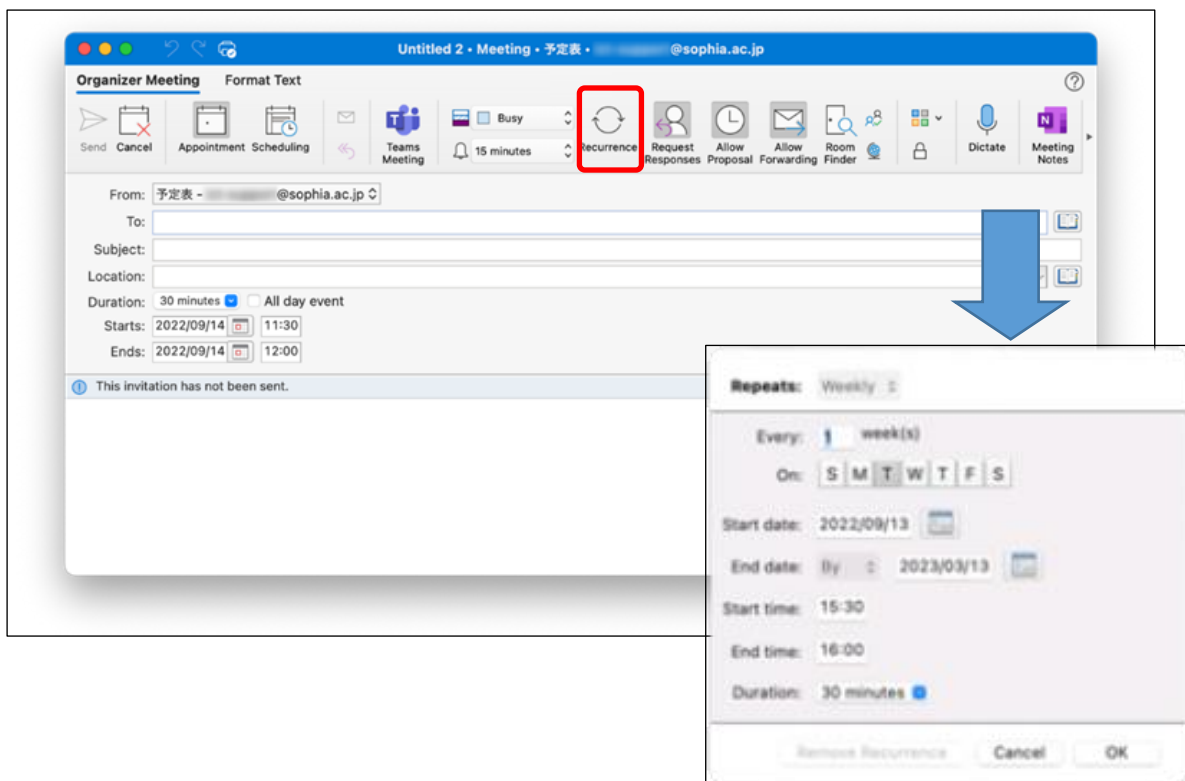 Untitled 2 • Meeting • 予定表 • @sophia.ac.jp
Organizer Meeting Format Text
Send Cancel Appointment Scheduling Teams Meeting Busy 15 minutes Recurrence Request Responses Allow Proposal Allow Forwarding Room Finder Dictate Meeting Notes
From: 予定表 - @sophia.ac.jp
To:
Subject:
Location:
Duration: 30 minutes All day event
Starts: 2022/09/14 11:30
Ends: 2022/09/14 12:00
This invitation has not been sent.
Repeats: Weekly
Every: 1 week(s)
On: S M T W T F S
Start date: 2022/09/13
End date: By 2023/03/13
Start time: 15:30
End time: 16:00
Duration: 30 minutes
Remove Recurrence Cancel OK